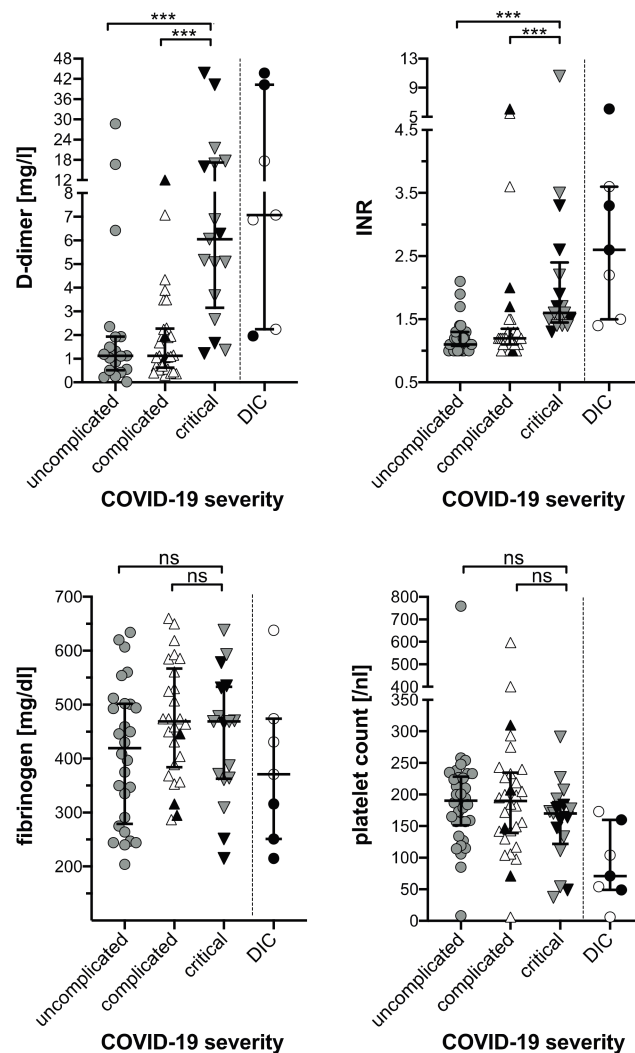 ***
***
D-dimer [mg/l]
48
42
36
30
24
18
12
8
7
6
5
4
3
2
1
0
uncomplicated
complicated
critical
DIC
COVID-19 severity
***
***
INR
13
9
5
4.5
3.5
2.5
1.5
0.5
uncomplicated
complicated
critical
DIC
COVID-19 severity
ns
ns
fibrinogen [mg/dl]
700
600
500
400
300
200
uncomplicated
complicated
critical
DIC
COVID-19 severity
ns
ns
platelet count [/nl]
800
700
600
500
400
350
300
250
200
150
100
50
0
uncomplicated
complicated
critical
DIC
COVID-19 severity